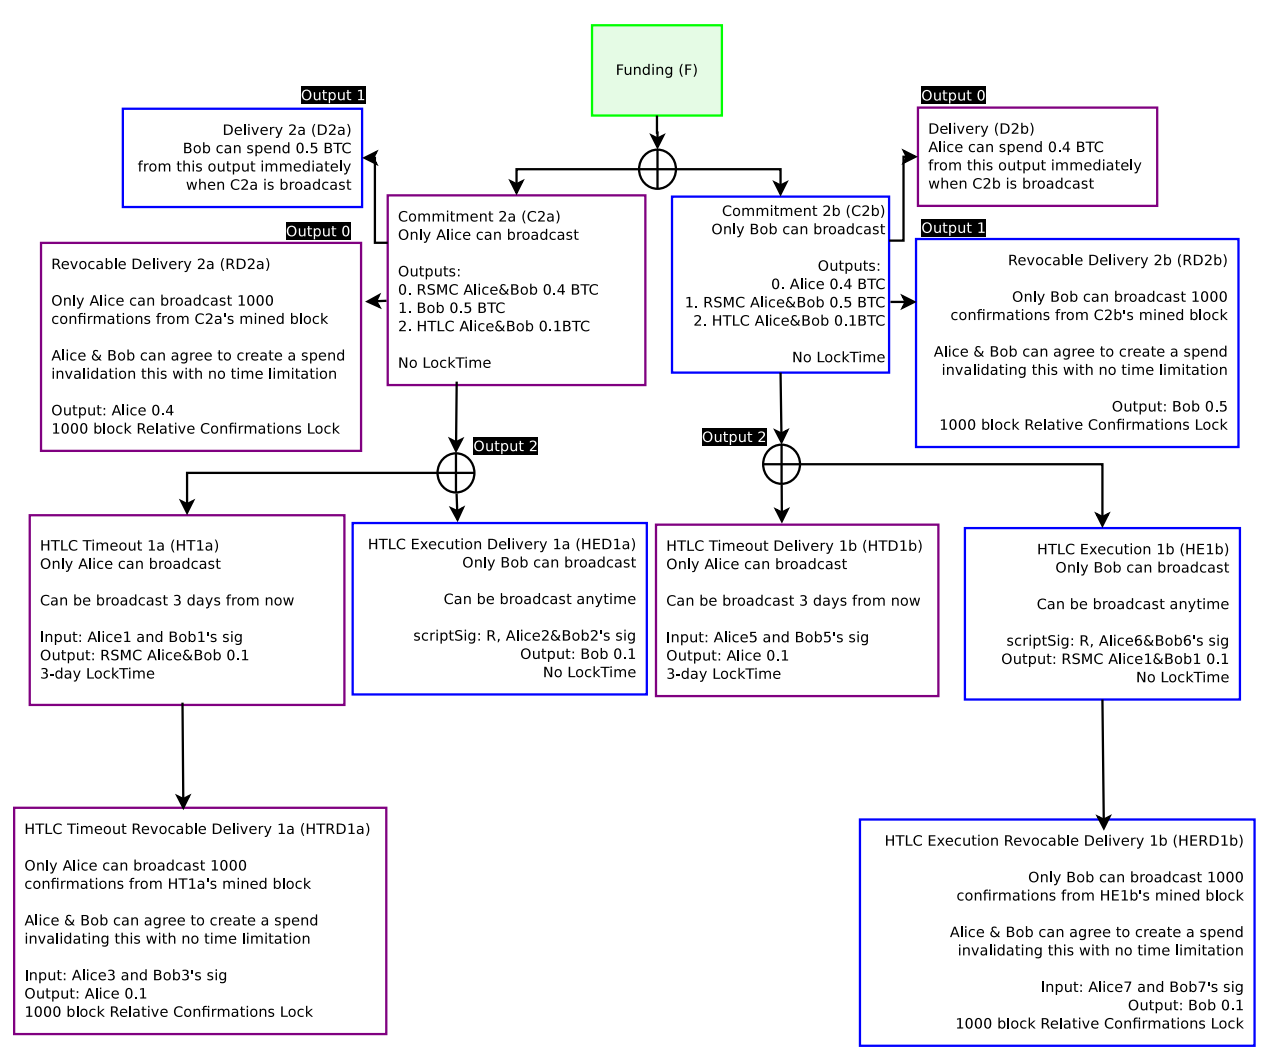 Funding (F)
Output 1
Delivery 2a (D2a)
Bob can spend 0.5 BTC
from this output immediately
when C2a is broadcast
Output 0
Delivery (D2b)
Alice can spend 0.4 BTC
from this output immediately
when C2b is broadcast
Output 0
Revocable Delivery 2a (RD2a)
Only Alice can broadcast 1000
confirmations from C2a's mined block
Alice & Bob can agree to create a spend
invalidation this with no time limitation
Output: Alice 0.4
1000 block Relative Confirmations Lock
Commitment 2a (C2a)
Only Alice can broadcast
Outputs:
0. RSMC Alice&Bob 0.4 BTC
1. Bob 0.5 BTC
2. HTLC Alice&Bob 0.1BTC
No LockTime
Commitment 2b (C2b)
Only Bob can broadcast
Outputs:
0. Alice 0.4 BTC
1. RSMC Alice&Bob 0.5 BTC
2. HTLC Alice&Bob 0.1BTC
No LockTime
Output 1
Revocable Delivery 2b (RD2b)
Only Bob can broadcast 1000
confirmations from C2b's mined block
Alice & Bob can agree to create a spend
invalidating this with no time limitation
Output: Bob 0.5
1000 block Relative Confirmations Lock
Output 2
Output 2
HTLC Timeout 1a (HT1a)
Only Alice can broadcast
Can be broadcast 3 days from now
Input: Alice1 and Bob1's sig
Output: RSMC Alice&Bob 0.1
3-day LockTime
HTLC Execution Delivery 1a (HED1a)
Only Bob can broadcast
Can be broadcast anytime
scriptSig: R, Alice2&Bob2's sig
Output: Bob 0.1
No LockTime
HTLC Timeout Delivery 1b (HTD1b)
Only Alice can broadcast
Can be broadcast 3 days from now
Input: Alice5 and Bob5's sig
Output: Alice 0.1
3-day LockTime
HTLC Execution 1b (HE1b)
Only Bob can broadcast
Can be broadcast anytime
scriptSig: R, Alice6&Bob6's sig
Output: RSMC Alice1&Bob1 0.1
No LockTime
HTLC Timeout Revocable Delivery 1a (HTRD1a)
Only Alice can broadcast 1000
confirmations from HT1a's mined block
Alice & Bob can agree to create a spend
invalidating this with no time limitation
Input: Alice3 and Bob3's sig
Output: Alice 0.1
1000 block Relative Confirmations Lock
HTLC Execution Revocable Delivery 1b (HERD1b)
Only Bob can broadcast 1000
confirmations from HE1b's mined block
Alice & Bob can agree to create a spend
invalidating this with no time limitation
Input: Alice7 and Bob7's sig
Output: Bob 0.1
1000 block Relative Confirmations Lock